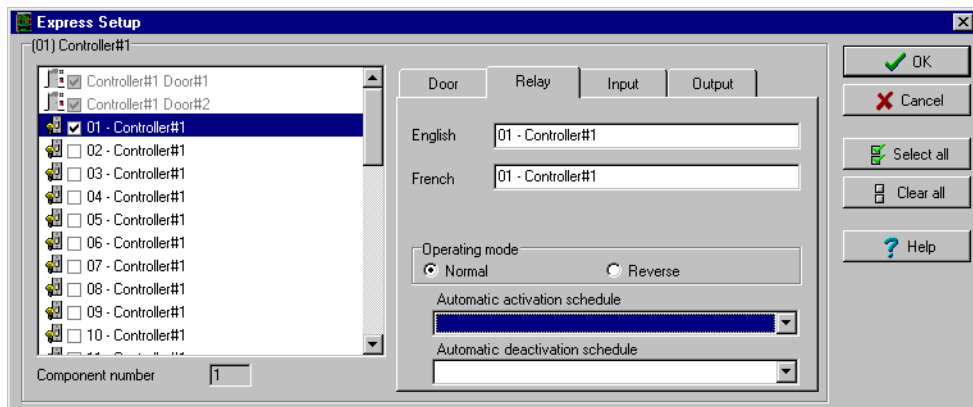 Express Setup
(01) Controller#1
Controller#1 Door#1
Controller#1 Door#2
01 - Controller#1
02 - Controller#1
03 - Controller#1
04 - Controller#1
05 - Controller#1
06 - Controller#1
07 - Controller#1
08 - Controller#1
09 - Controller#1
10 - Controller#1
Component number 1
Door Relay Input Output
English 01 - Controller#1
French 01 - Controller#1
Operating mode
Normal Reverse
Automatic activation schedule
Automatic deactivation schedule
OK
Cancel
Select all
Clear all
Help